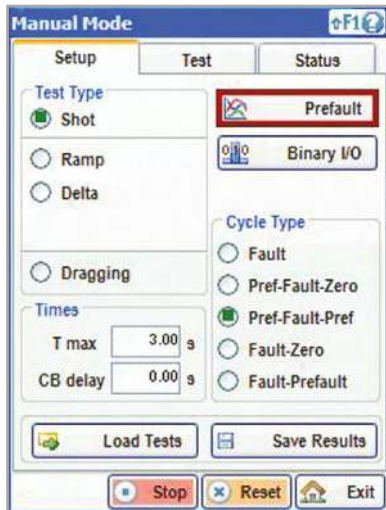 Manual Mode
F1
Setup
Test
Status
Test Type
Shot
Ramp
Delta
Dragging
Prefault
Binary I/O
Cycle Type
Fault
Pref-Fault-Zero
Pref-Fault-Pref
Fault-Zero
Fault-Prefault
Times
T max 3.00 s
CB delay 0.00 s
Load Tests
Save Results
Stop
Reset
Exit